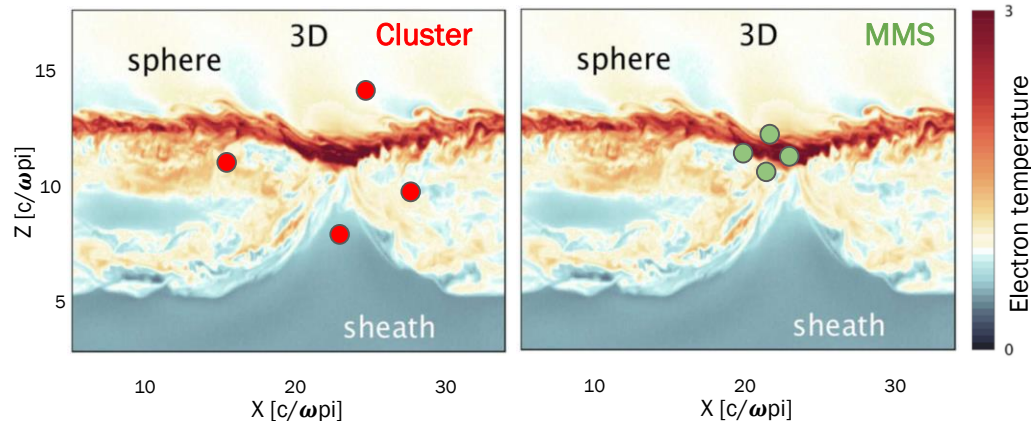 3D Cluster
sphere
sheath
15
10
5
Z [c/ωpi]
10 20 30
X [c/ωpi]
3D MMS
sphere
sheath
10 20 30
X [c/ωpi]
3
0
Electron temperature